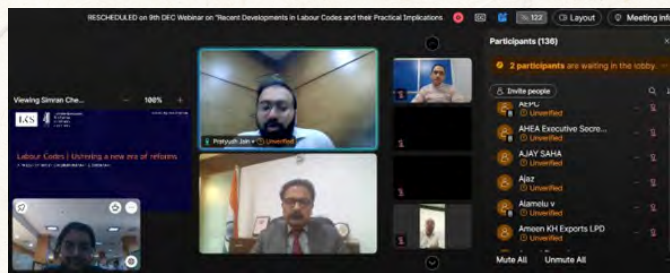 RESCHEDULED on 9th DEC Webinar on "Recent Developments in Labour Codes and their Practical Implications
122
Layout
Meeting info
Participants (136)
2 participants are waiting in the lobby.
Invite people
Viewing Simran Che...
100%
LCS
Labour Codes | Ushering a new era of reforms
Pratyush Jain
Unverified
AEPC
Unverified
AHEA Executive Secre...
Unverified
AJAY SAHA
Unverified
Ajaz
Unverified
Alamelu v
Unverified
Ameen KH Exports LPD
Unverified
Mute All
Unmute All